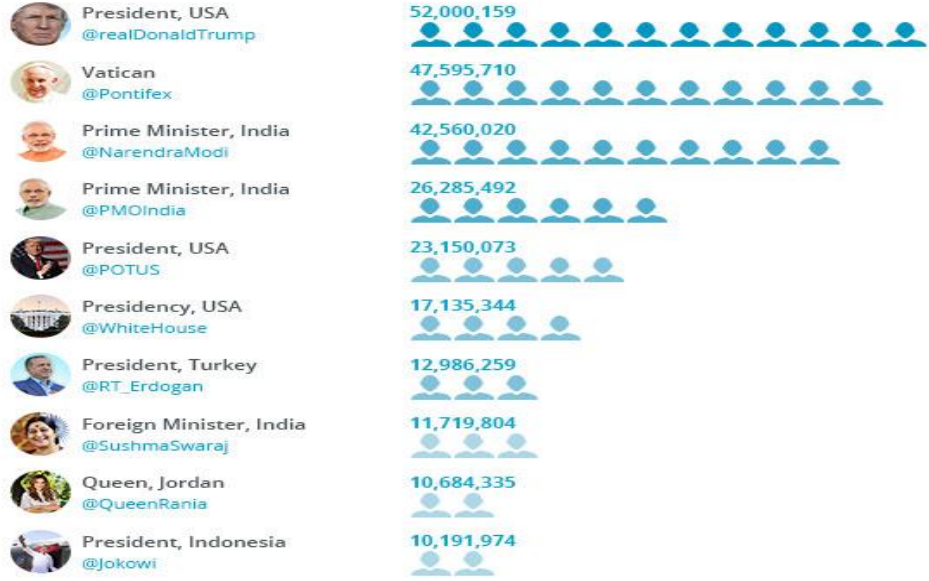 President, USA
52,000,159
@realDonaldTrump
Vatican
47,595,710
@Pontifex
Prime Minister, India
42,560,020
@NarendraModi
Prime Minister, India
26,285,492
@PMOIndia
President, USA
23,150,073
@POTUS
Presidency, USA
17,135,344
@WhiteHouse
President, Turkey
12,986,259
@RT_Erdogan
Foreign Minister, India
11,719,804
@SushmaSwaraj
Queen, Jordan
10,684,335
@QueenRania
President, Indonesia
10,191,974
@Jokowi